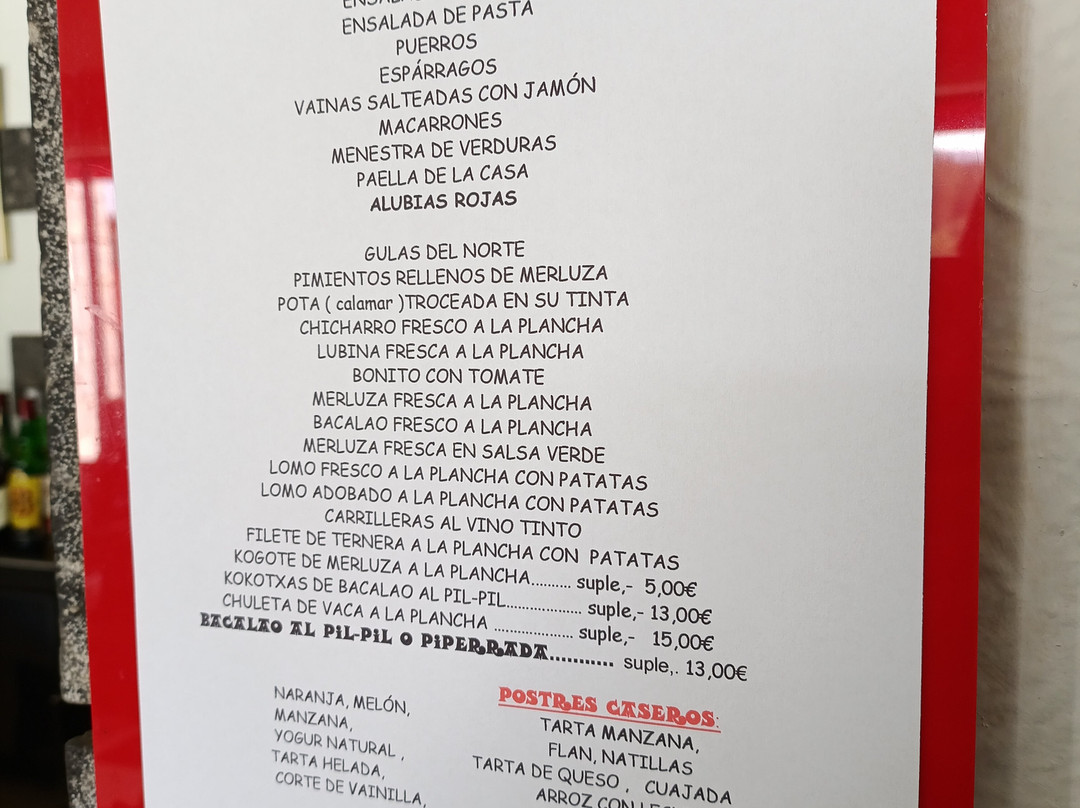 ENSALADA DE PASTA
PUERROS
ESPÁRRAGOS
VAINAS SALTEADAS CON JAMÓN
MACARRONES
MENESTRA DE VERDURAS
PAELLA DE LA CASA
ALUBIAS ROJAS
GULAS DEL NORTE
PIMIENTOS RELLENOS DE MERLUZA
POTA ( calamar )TROCEADA EN SU TINTA
CHICHARRO FRESCO A LA PLANCHA
LUBINA FRESCA A LA PLANCHA
BONITO CON TOMATE
MERLUZA FRESCA A LA PLANCHA
BACALAO FRESCO A LA PLANCHA
MERLUZA FRESCA EN SALSA VERDE
LOMO FRESCO A LA PLANCHA CON PATATAS
LOMO ADOBADO A LA PLANCHA CON PATATAS
CARRILLERAS AL VINO TINTO
FILETE DE TERNERA A LA PLANCHA CON PATATAS
KOGOTE DE MERLUZA A LA PLANCHA.......... suple,- 5,00€
KOKOTXAS DE BACALAO AL PIL-PIL................... suple,- 13,00€
CHULETA DE VACA A LA PLANCHA .................... suple,- 15,00€
BACALAO AL PIL-PIL O PIPERRADA........... suple,. 13,00€
NARANJA, MELÓN,
MANZANA,
YOGUR NATURAL ,
TARTA HELADA,
CORTE DE VAINILLA,
POSTRES CASEROS:
TARTA MANZANA,
FLAN, NATILLAS
TARTA DE QUESO , CUAJADA
ARROZ CON